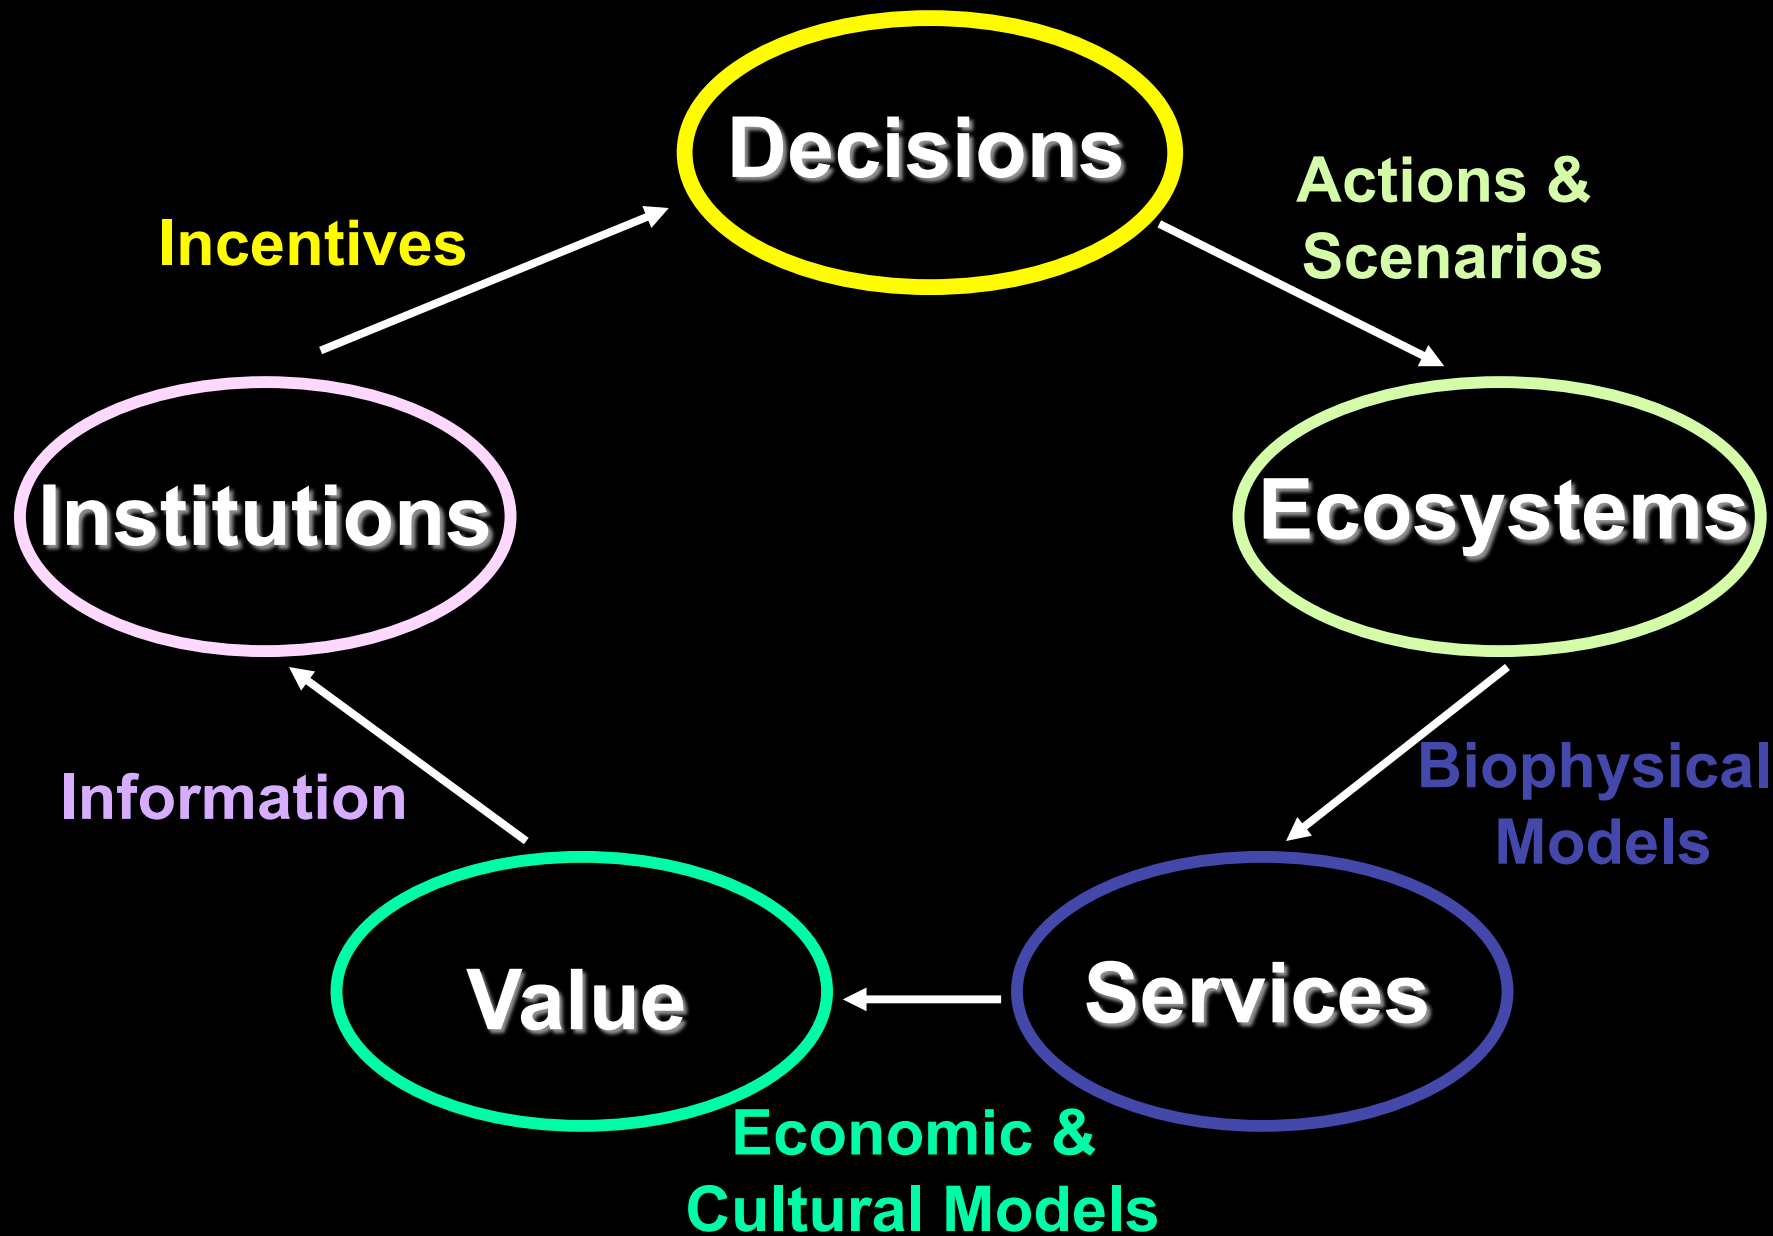 Decisions
Actions &
Scenarios
Incentives
Institutions
Ecosystems
Biophysical
Models
Information
Value
Services
Economic &
Cultural Models